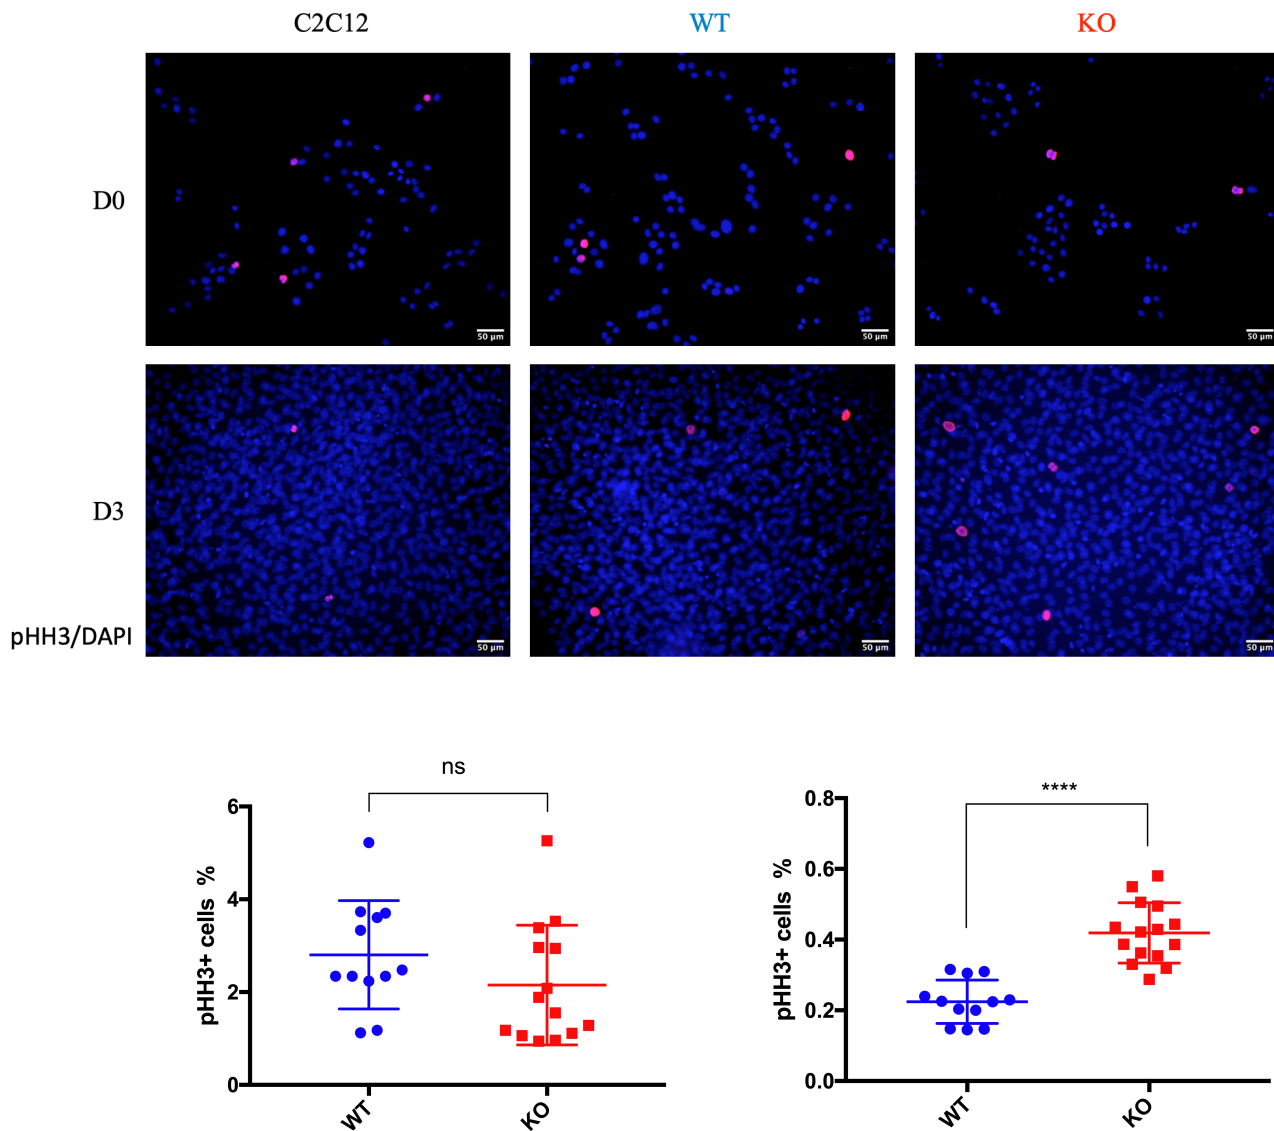 C2C12 WT KO
D0
50 μm 50 μm 50 μm
D3
pHH3/DAPI
50 μm 50 μm 50 μm
ns
6
4
2
0
pHH3+ cells %
WT KO
****
0.8
0.6
0.4
0.2
0.0
pHH3+ cells %
WT KO